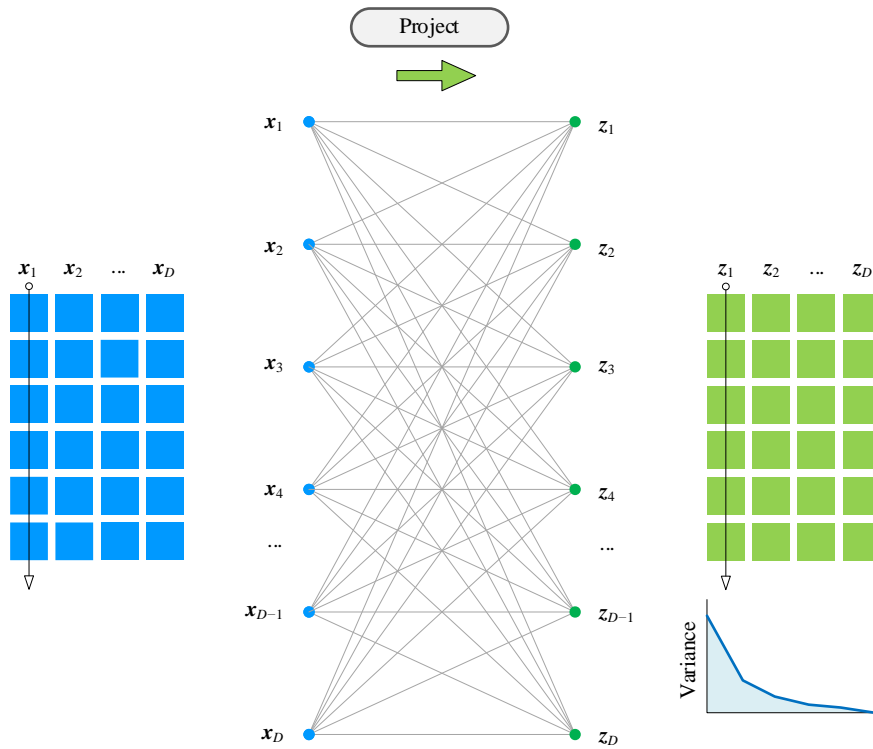 Project
x1 z1
x2 z2
x1 x2 ... xD
z1 z2 ... zD
x3 z3
x4 z4
... ...
xD−1 zD−1
Variance
xD zD